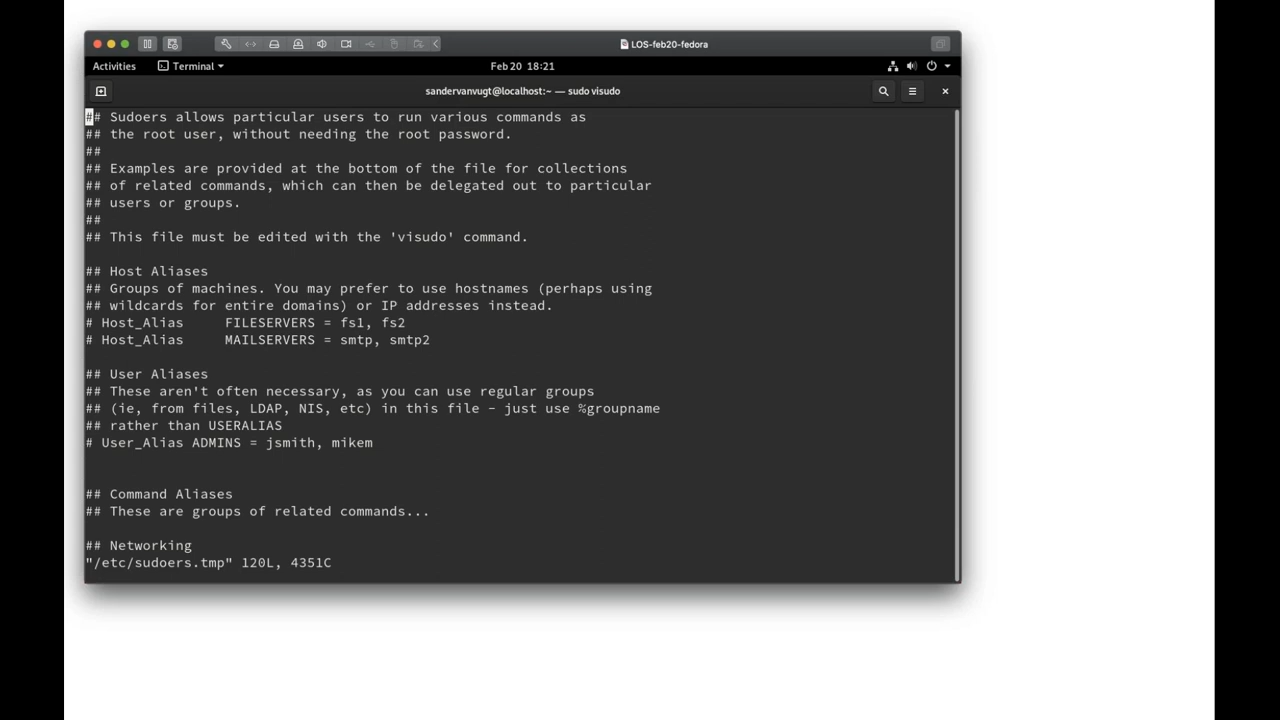 LOS-feb20-fedora
Activities Terminal Feb 20 18:21
sandervanvugt@localhost:~ — sudo visudo
## Sudoers allows particular users to run various commands as
## the root user, without needing the root password.
##
## Examples are provided at the bottom of the file for collections
## of related commands, which can then be delegated out to particular
## users or groups.
##
## This file must be edited with the 'visudo' command.
## Host Aliases
## Groups of machines. You may prefer to use hostnames (perhaps using
## wildcards for entire domains) or IP addresses instead.
# Host_Alias     FILESERVERS = fs1, fs2
# Host_Alias     MAILSERVERS = smtp, smtp2
## User Aliases
## These aren't often necessary, as you can use regular groups
## (ie, from files, LDAP, NIS, etc) in this file - just use %groupname
## rather than USERALIAS
# User_Alias ADMINS = jsmith, mikem
## Command Aliases
## These are groups of related commands...
## Networking
"/etc/sudoers.tmp" 120L, 4351C